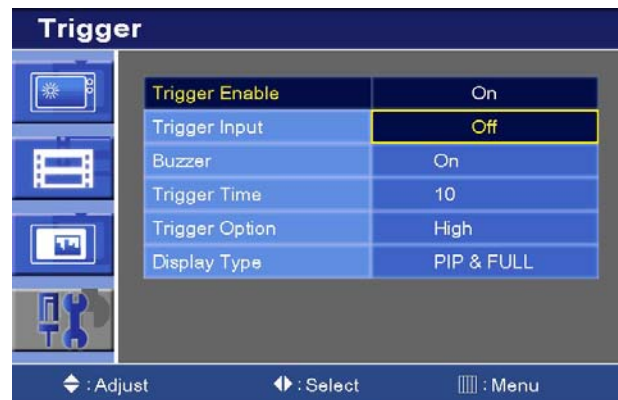 Trigger
Trigger Enable On
Trigger Input Off
Buzzer On
Trigger Time 10
Trigger Option High
Display Type PIP & FULL
: Adjust : Select : Menu